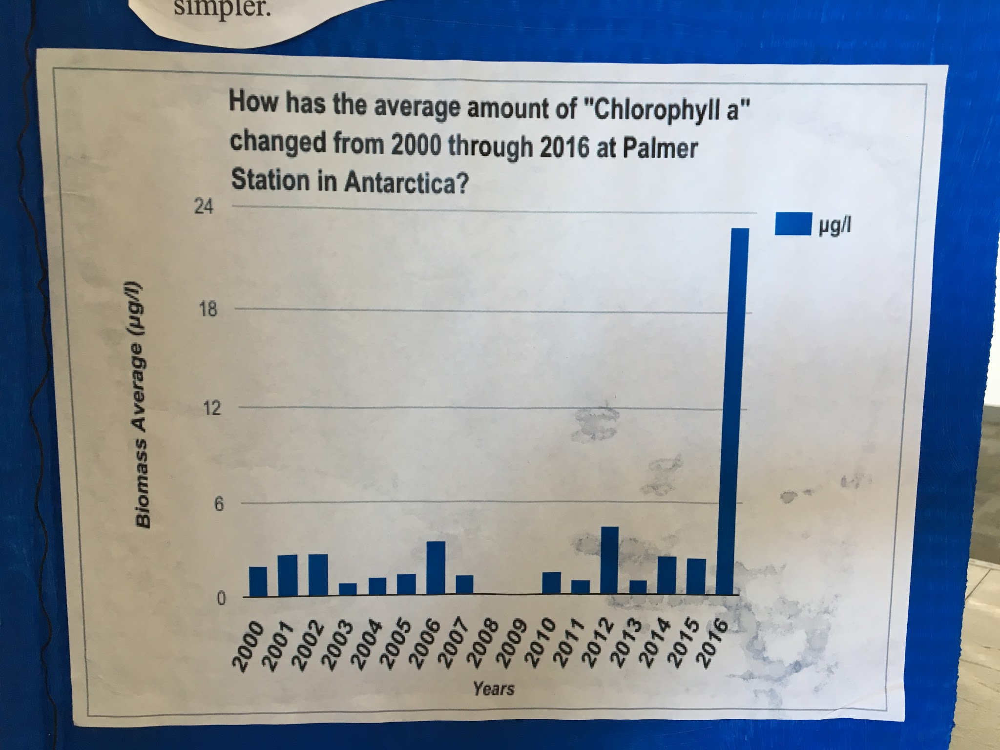 simpler.
How has the average amount of "Chlorophyll a"
changed from 2000 through 2016 at Palmer
Station in Antarctica?
24
µg/l
18
12
6
0
Biomass Average (µg/l)
2000 2001 2002 2003 2004 2005 2006 2007 2008 2009 2010 2011 2012 2013 2014 2015 2016
Years